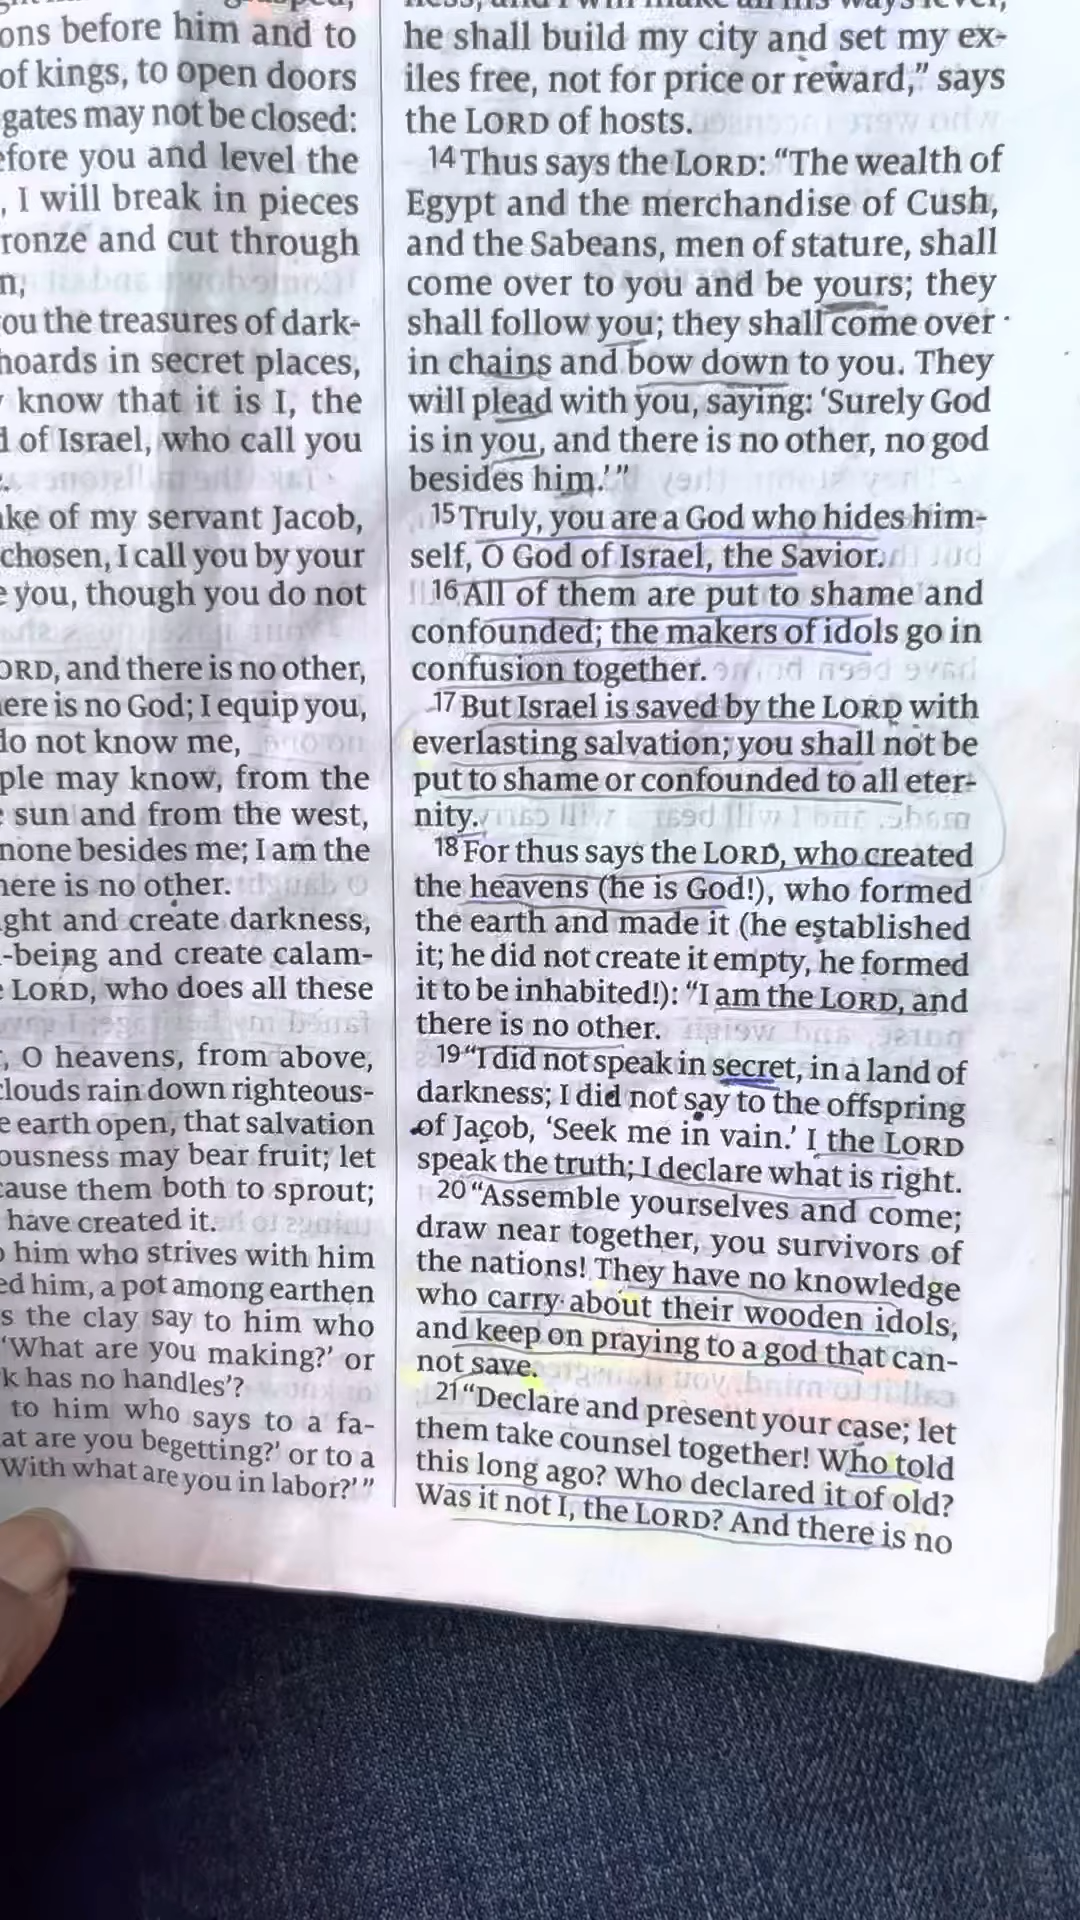 ons before him and to
of kings, to open doors
gates may not be closed:
efore you and level the
, I will break in pieces
ronze and cut through
n,
ou the treasures of dark-
hoards in secret places,
know that it is I, the
of Israel, who call you
.
ake of my servant Jacob,
chosen, I call you by your
e you, though you do not
ORD, and there is no other,
here is no God; I equip you,
do not know me,
ple may know, from the
sun and from the west,
none besides me; I am the
here is no other.
ght and create darkness,
-being and create calam-
e LORD, who does all these
, O heavens, from above,
clouds rain down righteous-
e earth open, that salvation
ousness may bear fruit; let
cause them both to sprout;
have created it.
him who strives with him
ed him, a pot among earthen
s the clay say to him who
'What are you making?' or
k has no handles'?
to him who says to a fa-
at are you begetting?' or to a
With what are you in labor?'"
he shall build my city and set my ex-
iles free, not for price or reward," says
the LORD of hosts.
14 Thus says the LORD: "The wealth of
Egypt and the merchandise of Cush,
and the Sabeans, men of stature, shall
come over to you and be yours; they
shall follow you; they shall come over
in chains and bow down to you. They
will plead with you, saying: 'Surely God
is in you, and there is no other, no god
besides him.'"
15 Truly, you are a God who hides him-
self, O God of Israel, the Savior.
16 All of them are put to shame and
confounded; the makers of idols go in
confusion together.
17 But Israel is saved by the LORD with
everlasting salvation; you shall not be
put to shame or confounded to all eter-
nity.
18 For thus says the LORD, who created
the heavens (he is God!), who formed
the earth and made it (he established
it; he did not create it empty, he formed
it to be inhabited!): "I am the LORD, and
there is no other.
19 "I did not speak in secret, in a land of
darkness; I did not say to the offspring
of Jacob, 'Seek me in vain.' I the LORD
speak the truth; I declare what is right.
20 "Assemble yourselves and come;
draw near together, you survivors of
the nations! They have no knowledge
who carry about their wooden idols,
and keep on praying to a god that can-
not save.
21 "Declare and present your case; let
them take counsel together! Who told
this long ago? Who declared it of old?
Was it not I, the LORD? And there is no